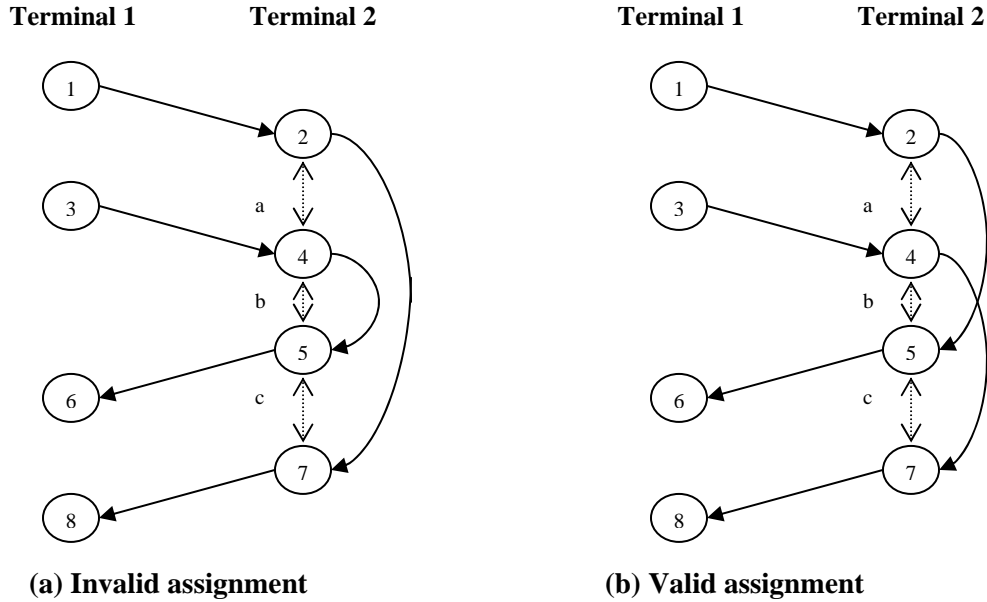 Terminal 1 Terminal 2 Terminal 1 Terminal 2
1 1
2 2
3 a 3 a
4 4
b b
5 5
6 c 6 c
7 7
8 8
(a) Invalid assignment (b) Valid assignment